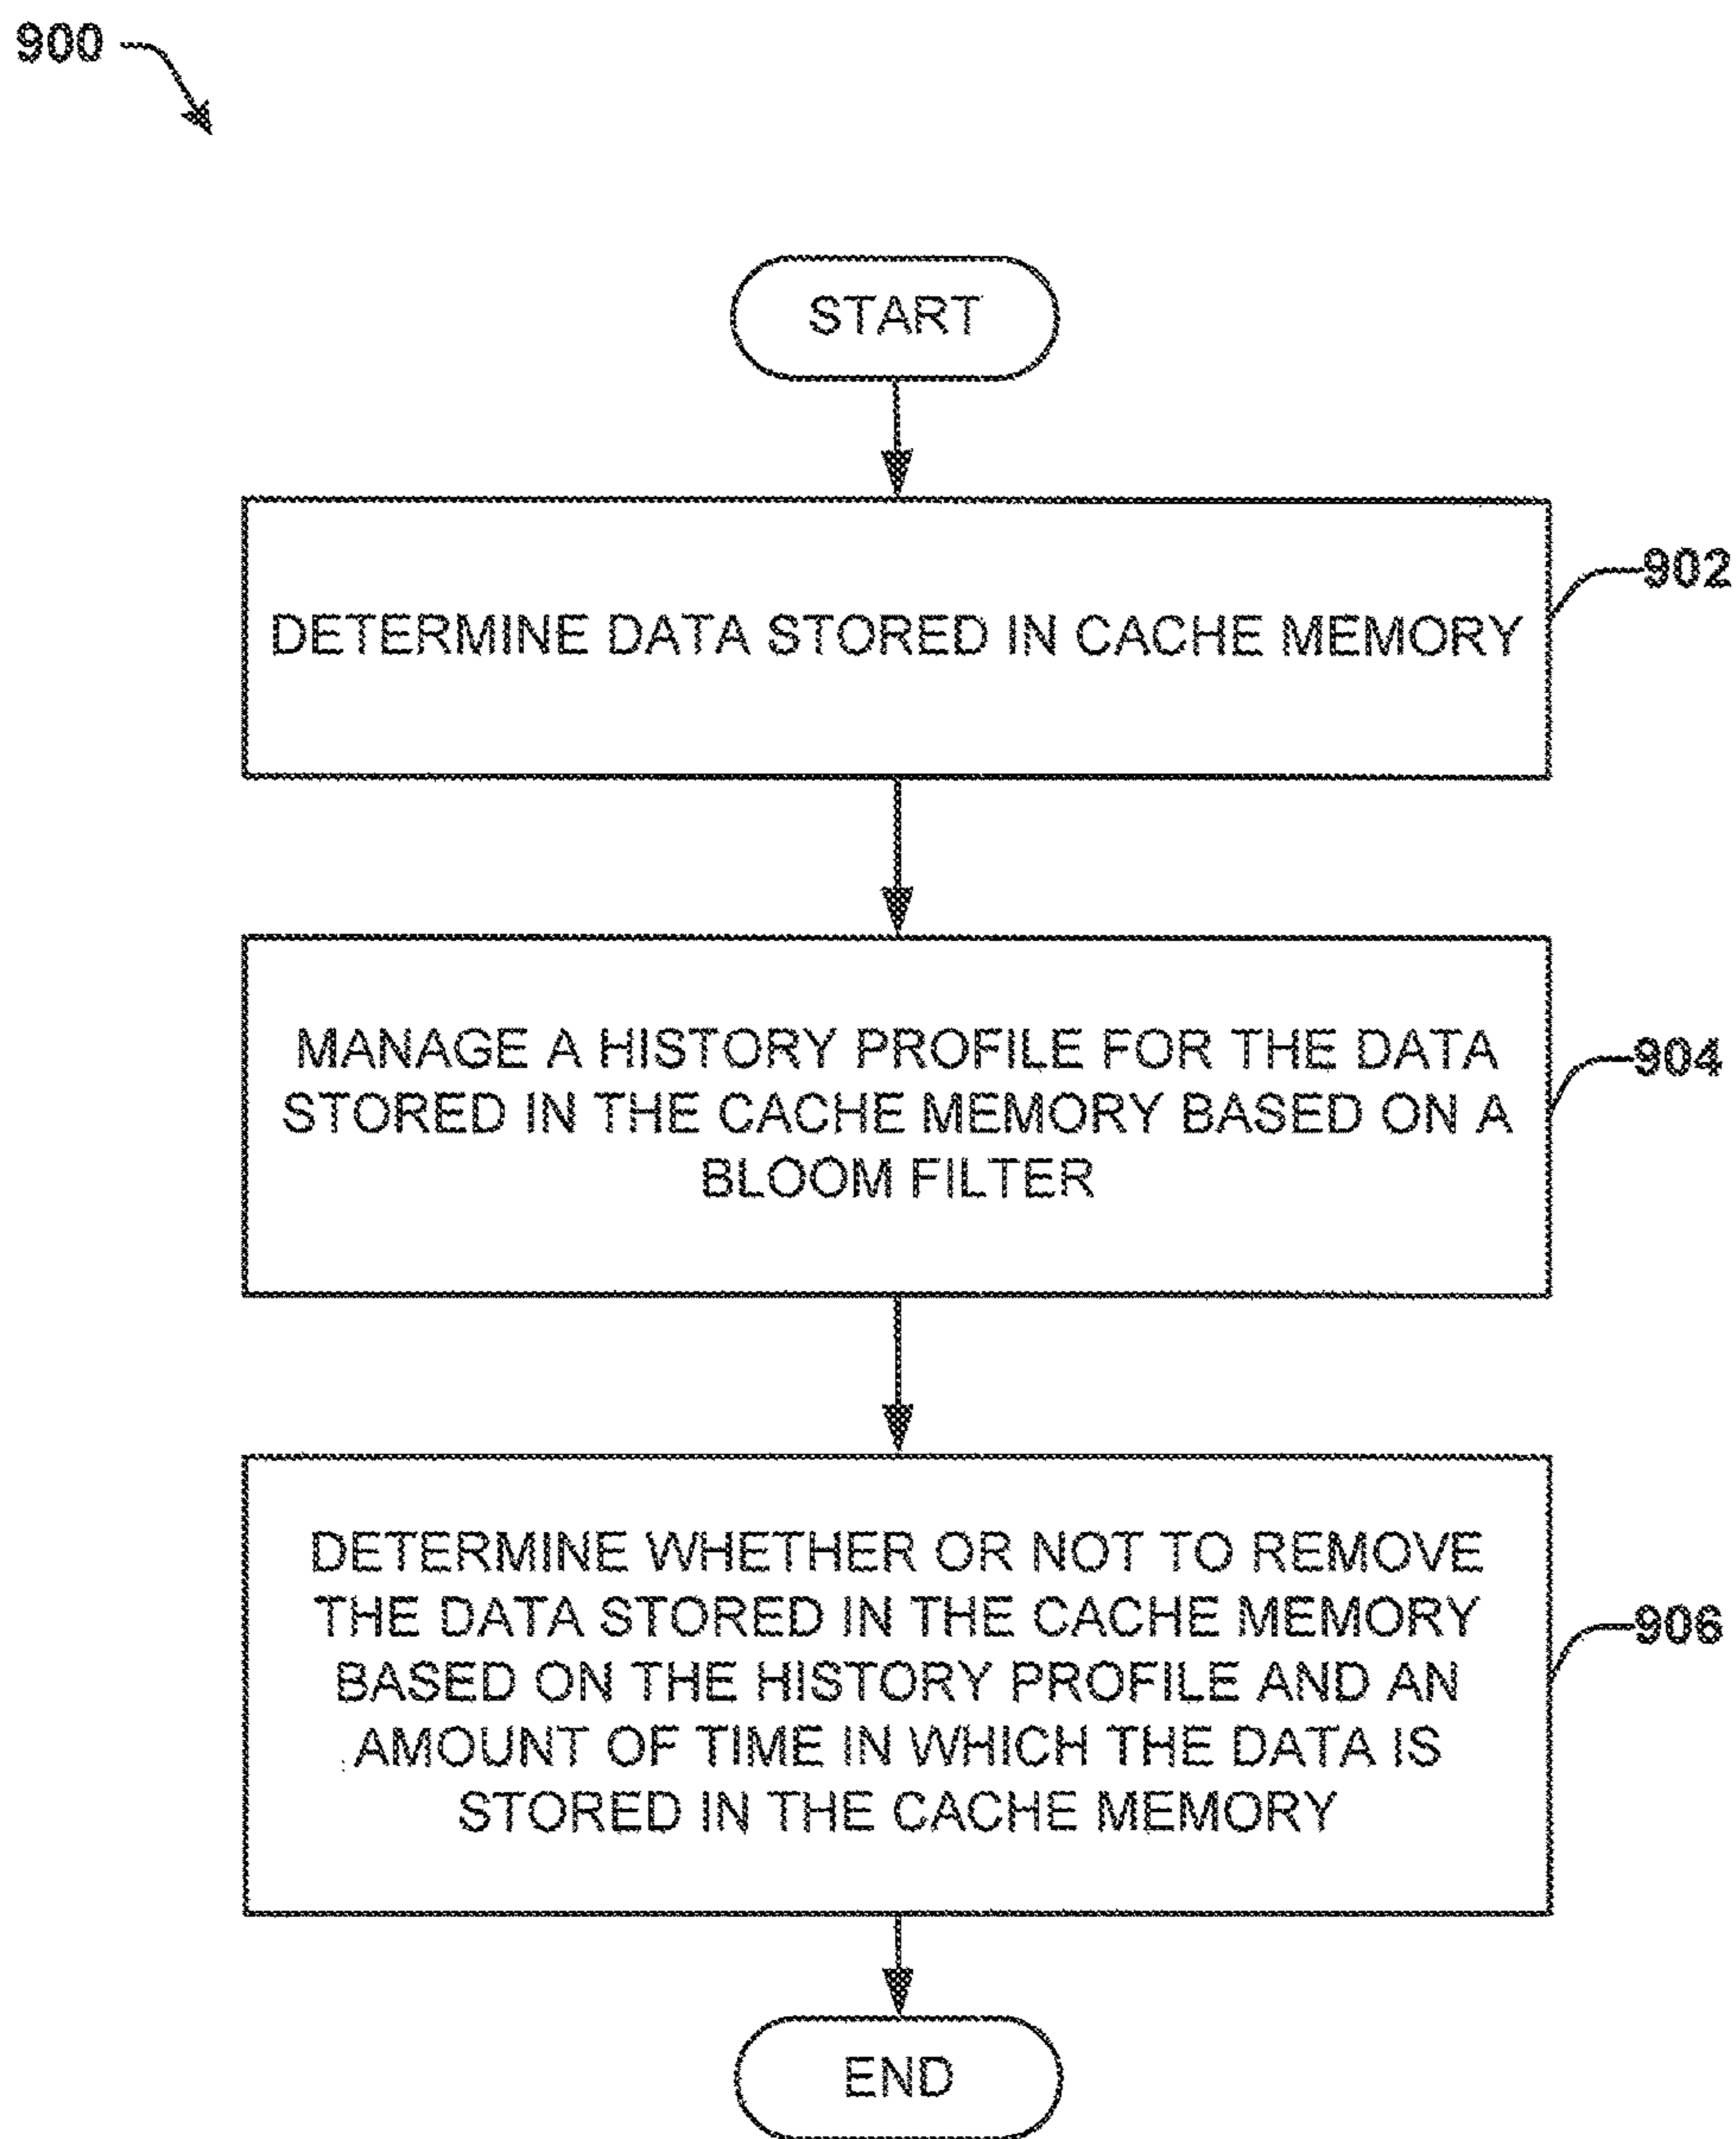 900
START
DETERMINE DATA STORED IN CACHE MEMORY
902
MANAGE A HISTORY PROFILE FOR THE DATA
STORED IN THE CACHE MEMORY BASED ON A
BLOOM FILTER
904
DETERMINE WHETHER OR NOT TO REMOVE
THE DATA STORED IN THE CACHE MEMORY
BASED ON THE HISTORY PROFILE AND AN
AMOUNT OF TIME IN WHICH THE DATA IS
STORED IN THE CACHE MEMORY
906
END